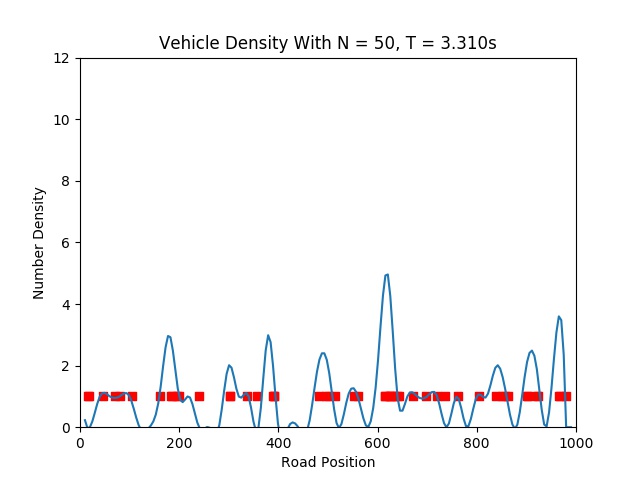 Vehicle Density With N = 50, T = 3.310s
12
10
8
6
4
2
0
Number Density
0 200 400 600 800 1000
Road Position